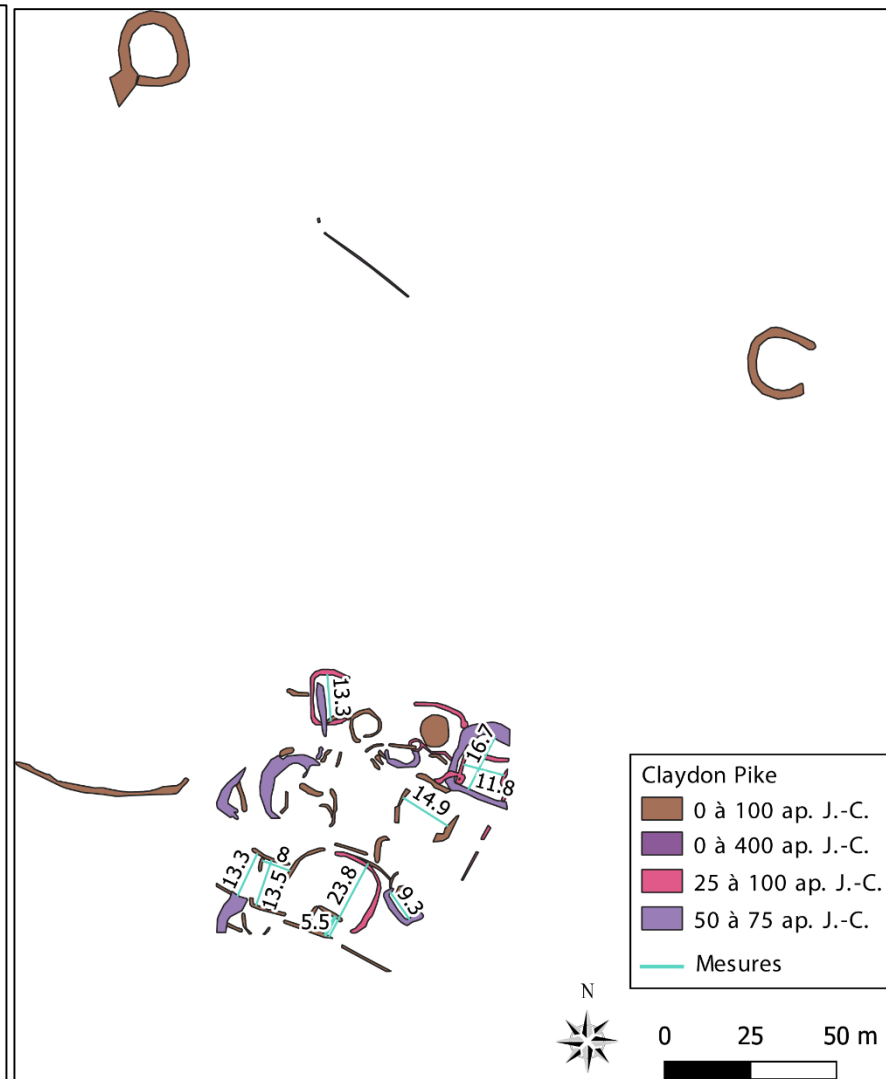 13.3
16.7
11.8
14.9
13.3
8
13.5
23.8
9.3
5.5
Claydon Pike
0 à 100 ap. J.-C.
0 à 400 ap. J.-C.
25 à 100 ap. J.-C.
50 à 75 ap. J.-C.
Mesures
N
0 25 50 m